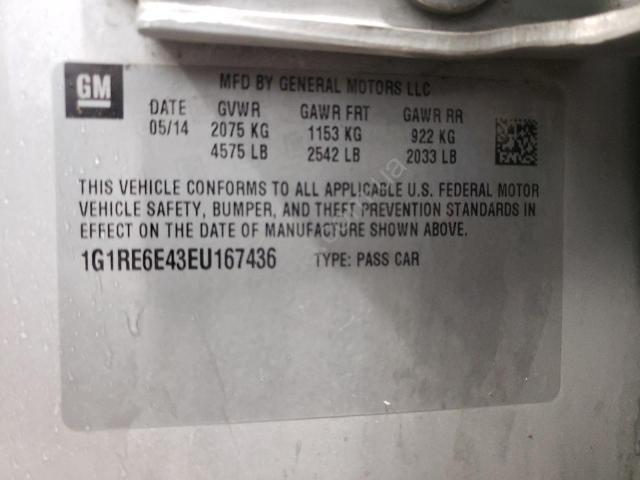 GM
MFD BY GENERAL MOTORS LLC
DATE GVWR GAWR FRT GAWR RR
05/14 2075 KG 1153 KG 922 KG
4575 LB 2542 LB 2033 LB
THIS VEHICLE CONFORMS TO ALL APPLICABLE U.S. FEDERAL MOTOR
VEHICLE SAFETY, BUMPER, AND THEFT PREVENTION STANDARDS IN
EFFECT ON THE DATE OF MANUFACTURE SHOWN ABOVE.
1G1RE6E43EU167436 TYPE: PASS CAR